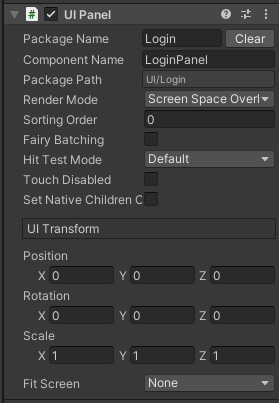 UI Panel
Package Name Login Clear
Component Name LoginPanel
Package Path UI/Login
Render Mode Screen Space Overl
Sorting Order 0
Fairy Batching
Hit Test Mode Default
Touch Disabled
Set Native Children O
UI Transform
Position
X 0 Y 0 Z 0
Rotation
X 0 Y 0 Z 0
Scale
X 1 Y 1 Z 1
Fit Screen None